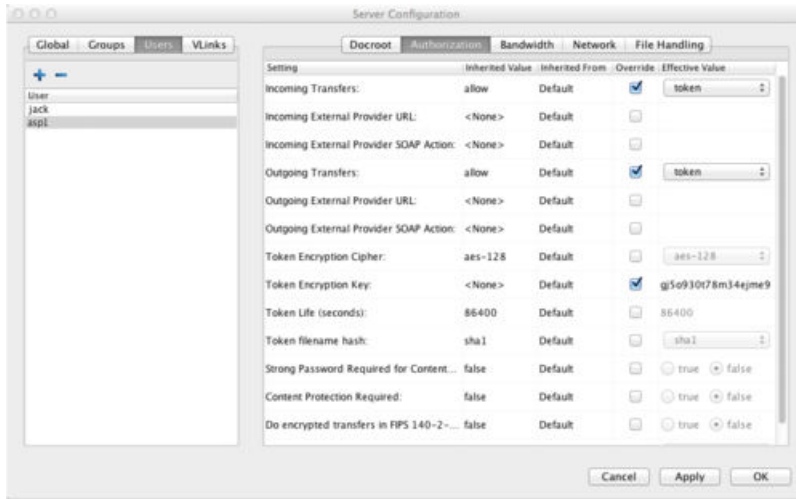 Server Configuration
Global Groups Users VLinks
Docroot Authorization Bandwidth Network File Handling
User
jack
asp1
Setting Inherited Value Inherited From Override Effective Value
Incoming Transfers: allow Default token
Incoming External Provider URL: <None> Default
Incoming External Provider SOAP Action: <None> Default
Outgoing Transfers: allow Default token
Outgoing External Provider URL: <None> Default
Outgoing External Provider SOAP Action: <None> Default
Token Encryption Cipher: aes-128 Default aes-128
Token Encryption Key: <None> Default gj5o930t78m34ejme9
Token Life (seconds): 86400 Default 86400
Token filename hash: sha1 Default sha1
Strong Password Required for Content... false Default true false
Content Protection Required: false Default true false
Do encrypted transfers in FIPS 140-2-... false Default true false
Cancel Apply OK